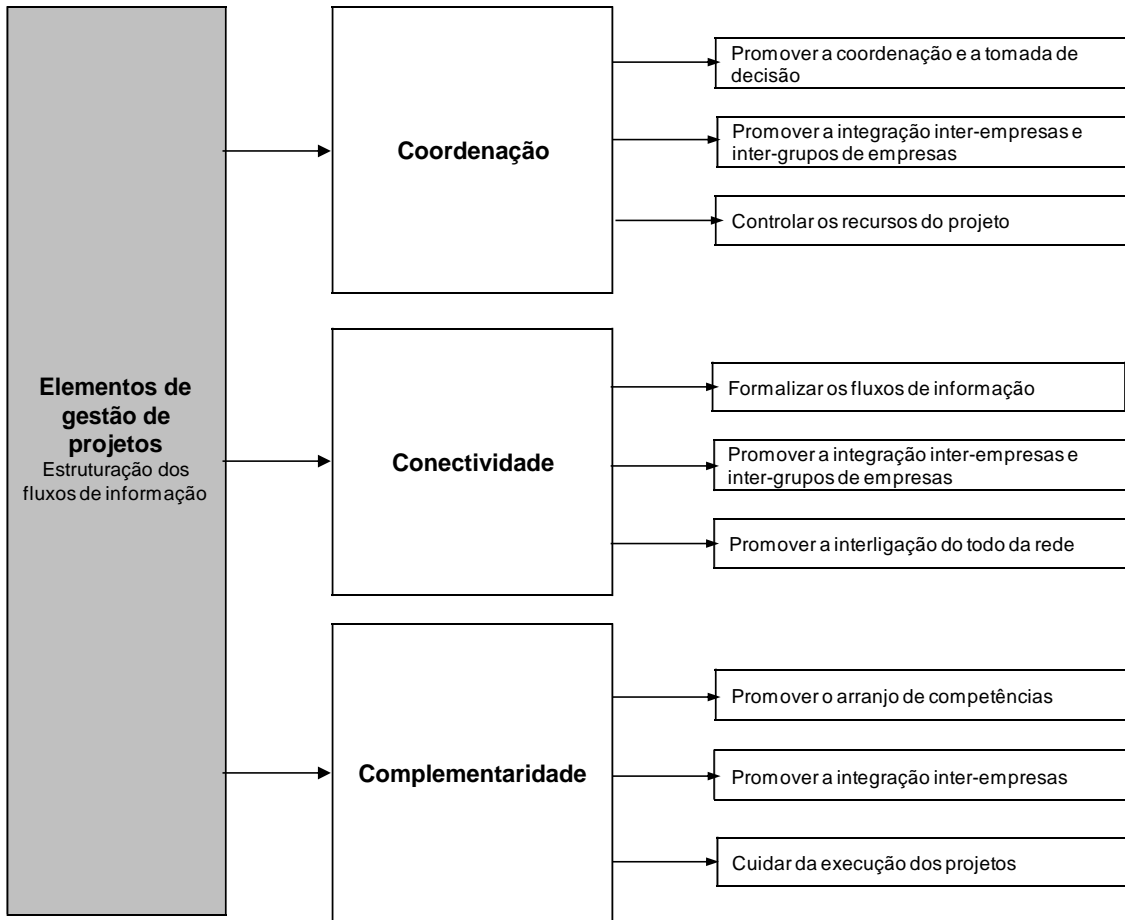 Elementos de
gestão de
projetos
Estruturação dos
fluxos de informação
Coordenação
Promover a coordenação e a tomada de
decisão
Promover a integração inter-empresas e
inter-grupos de empresas
Controlar os recursos do projeto
Conectividade
Formalizar os fluxos de informação
Promover a integração inter-empresas e
inter-grupos de empresas
Promover a interligação do todo da rede
Complementaridade
Promover o arranjo de competências
Promover a integração inter-empresas
Cuidar da execução dos projetos